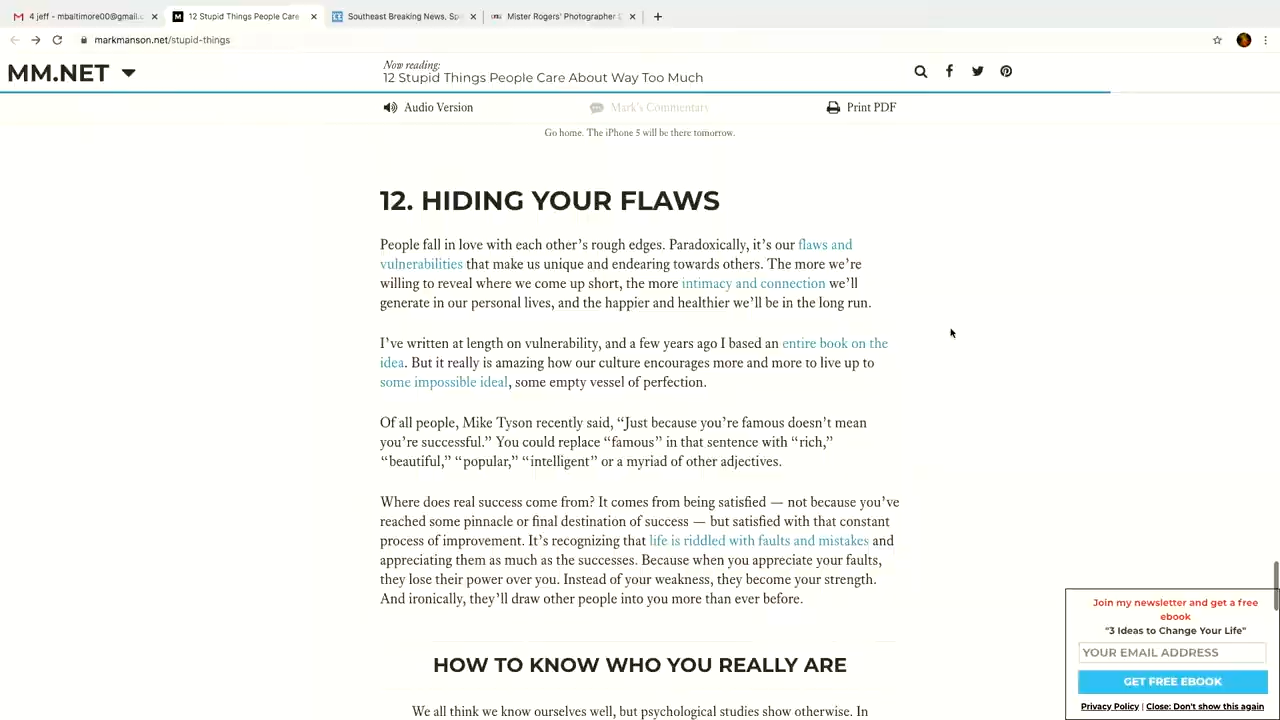 4 jeff - mbaltimore00@gmail.c
12 Stupid Things People Care
Southeast Breaking News, Sp
Mister Rogers' Photographer
markmanson.net/stupid-things
MM.NET
Now reading:
12 Stupid Things People Care About Way Too Much
Audio Version
Mark's Commentary
Print PDF
Go home. The iPhone 5 will be there tomorrow.
12. HIDING YOUR FLAWS
People fall in love with each other's rough edges. Paradoxically, it's our flaws and
vulnerabilities that make us unique and endearing towards others. The more we're
willing to reveal where we come up short, the more intimacy and connection we'll
generate in our personal lives, and the happier and healthier we'll be in the long run.
I've written at length on vulnerability, and a few years ago I based an entire book on the
idea. But it really is amazing how our culture encourages more and more to live up to
some impossible ideal, some empty vessel of perfection.
Of all people, Mike Tyson recently said, “Just because you're famous doesn't mean
you're successful.” You could replace “famous” in that sentence with “rich,”
“beautiful,” “popular,” “intelligent” or a myriad of other adjectives.
Where does real success come from? It comes from being satisfied — not because you've
reached some pinnacle or final destination of success — but satisfied with that constant
process of improvement. It's recognizing that life is riddled with faults and mistakes and
appreciating them as much as the successes. Because when you appreciate your faults,
they lose their power over you. Instead of your weakness, they become your strength.
And ironically, they'll draw other people into you more than ever before.
HOW TO KNOW WHO YOU REALLY ARE
We all think we know ourselves well, but psychological studies show otherwise. In
Join my newsletter and get a free
ebook
"3 Ideas to Change Your Life"
YOUR EMAIL ADDRESS
GET FREE EBOOK
Privacy Policy | Close: Don't show this again